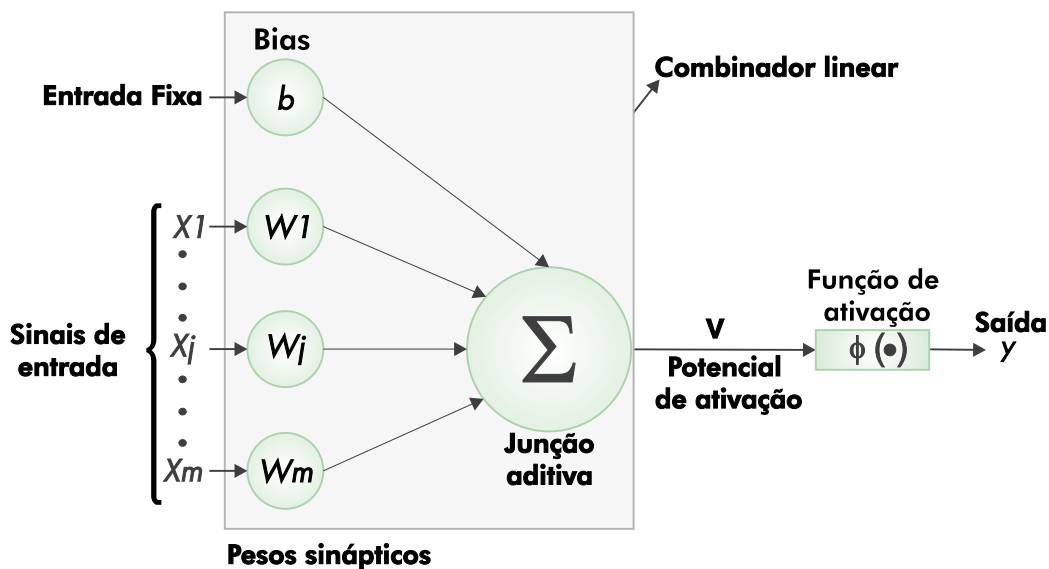 Bias
Combinador linear
Entrada Fixa
b
X1
W1
Sinais de
entrada
Xj
Wj
Xm
Wm
Σ
Junção
aditiva
V
Potencial
de ativação
Função de
ativação
ϕ (•)
Saída
y
Pesos sinápticos